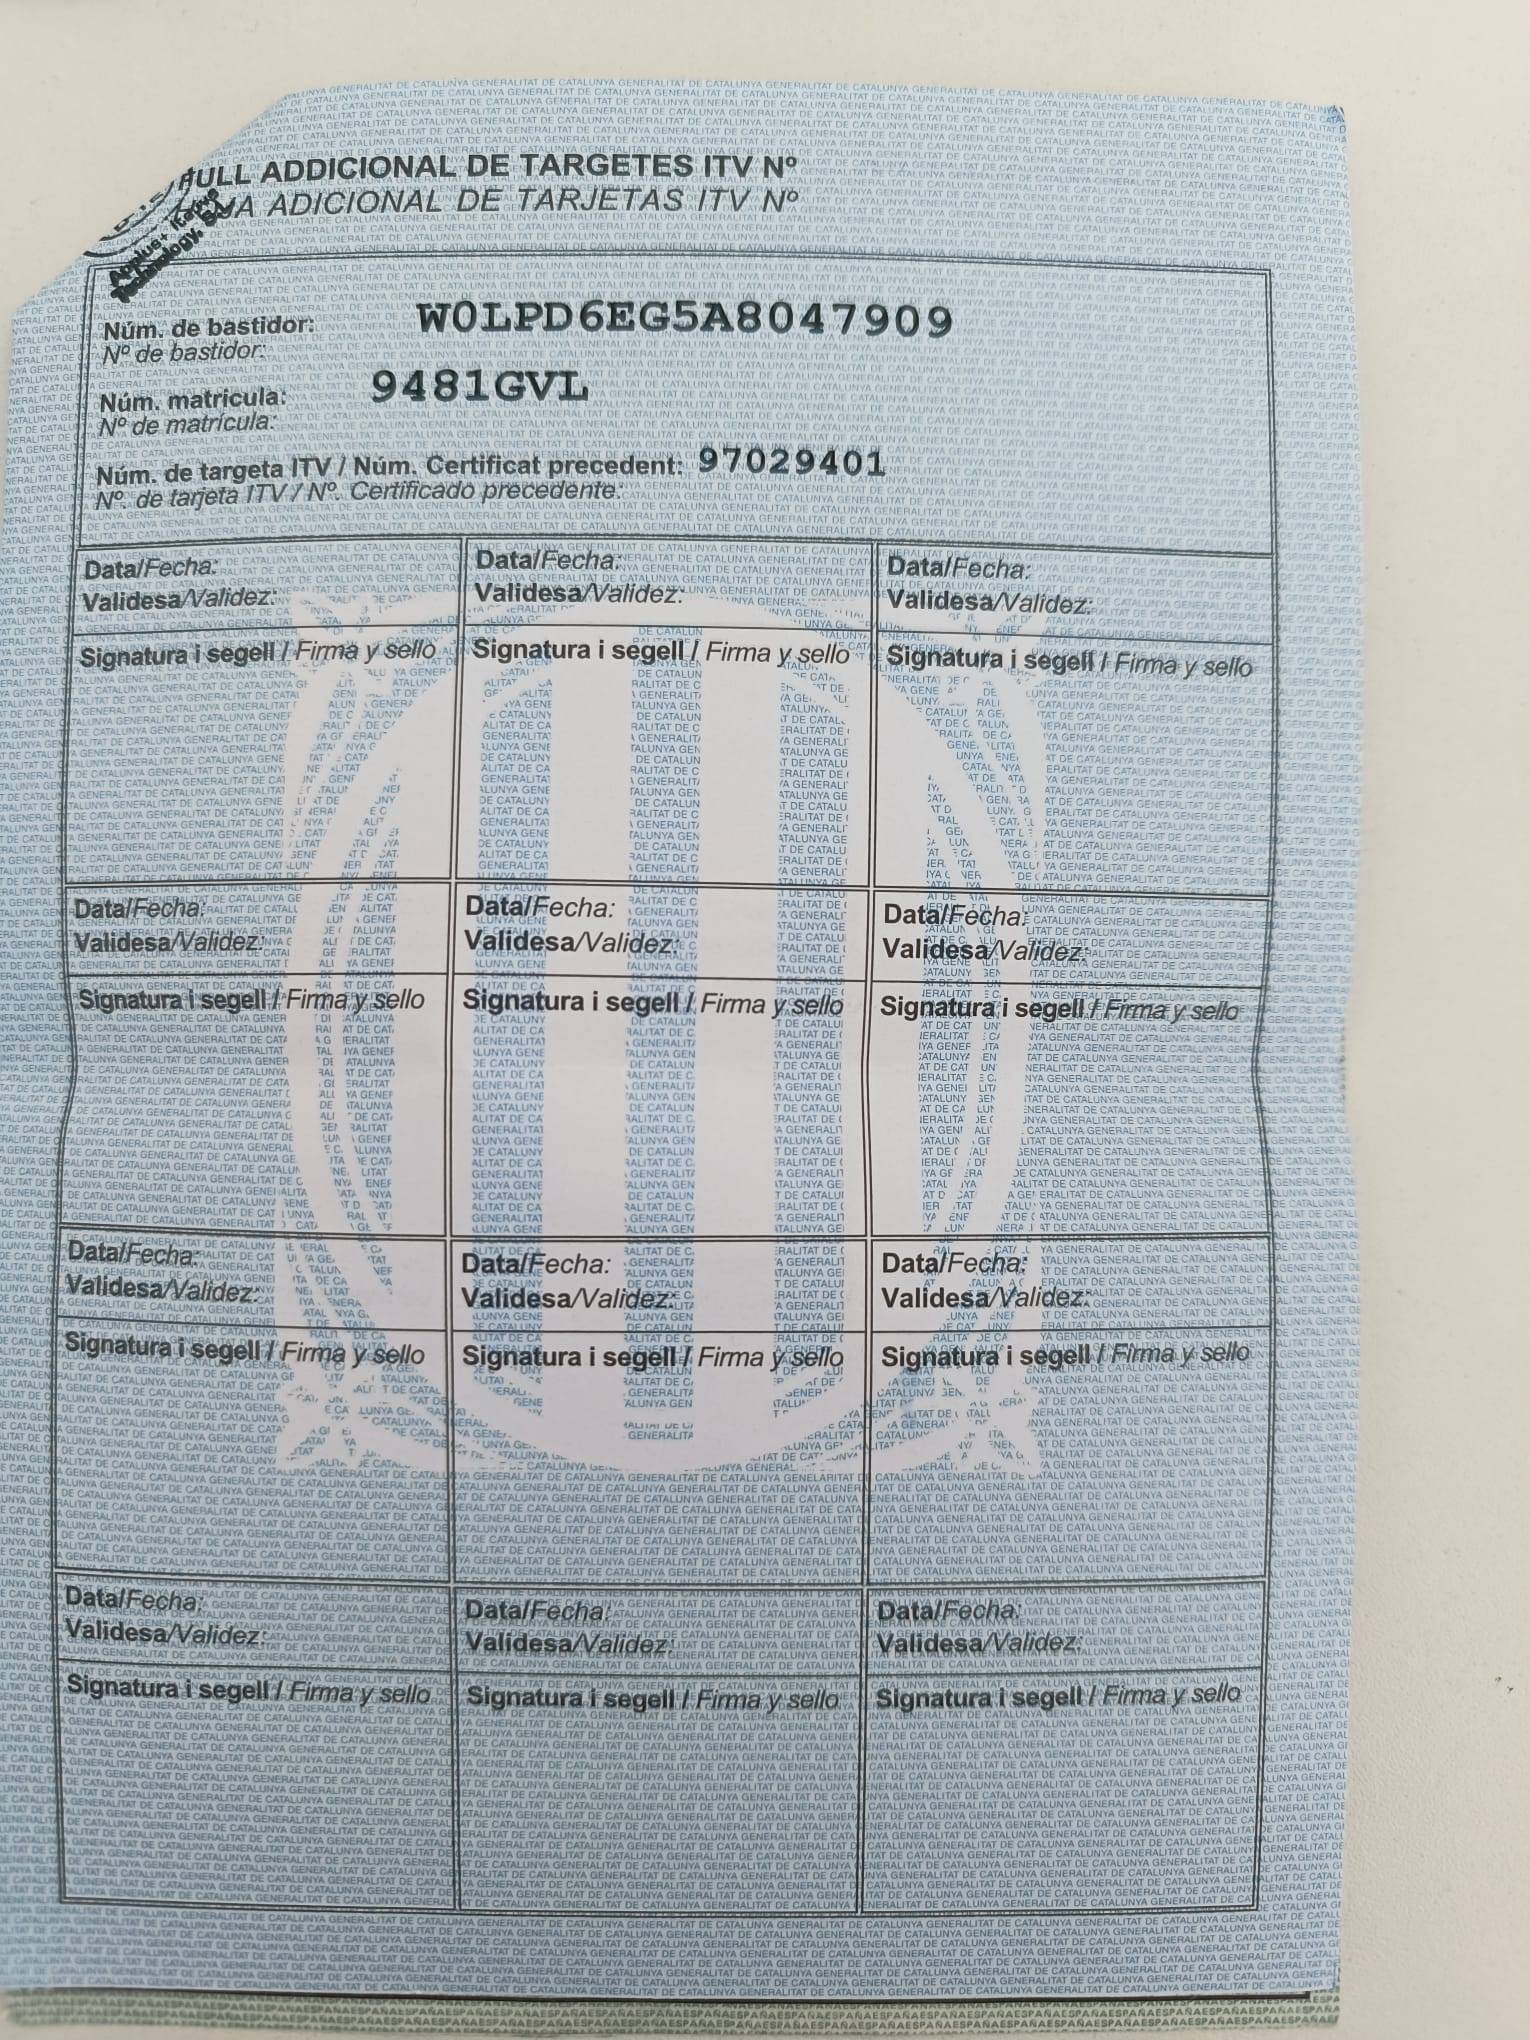 FULL ADDICIONAL DE TARGETES ITV Nº
ADICIONAL DE TARJETAS ITV Nº
Applus+ Iteuve
Technology, S.L.
Núm. de bastidor: W0LPD6EG5A8047909
Nº de bastidor:
Núm. matricula: 9481GVL
Nº de matrícula:
Núm. de targeta ITV / Núm. Certificat precedent: 97029401
Nº. de tarjeta ITV / Nº. Certificado precedente:
Data/Fecha: Data/Fecha: Data/Fecha:
Validesa/Validez: Validesa/Validez: Validesa/Validez:
Signatura i segell / Firma y sello Signatura i segell / Firma y sello Signatura i segell / Firma y sello
Data/Fecha: Data/Fecha: Data/Fecha:
Validesa/Validez: Validesa/Validez: Validesa/Validez:
Signatura i segell / Firma y sello Signatura i segell / Firma y sello Signatura i segell / Firma y sello
Data/Fecha: Data/Fecha: Data/Fecha:
Validesa/Validez: Validesa/Validez: Validesa/Validez:
Signatura i segell / Firma y sello Signatura i segell / Firma y sello Signatura i segell / Firma y sello
Data/Fecha: Data/Fecha: Data/Fecha:
Validesa/Validez: Validesa/Validez: Validesa/Validez:
Signatura i segell / Firma y sello Signatura i segell / Firma y sello Signatura i segell / Firma y sello